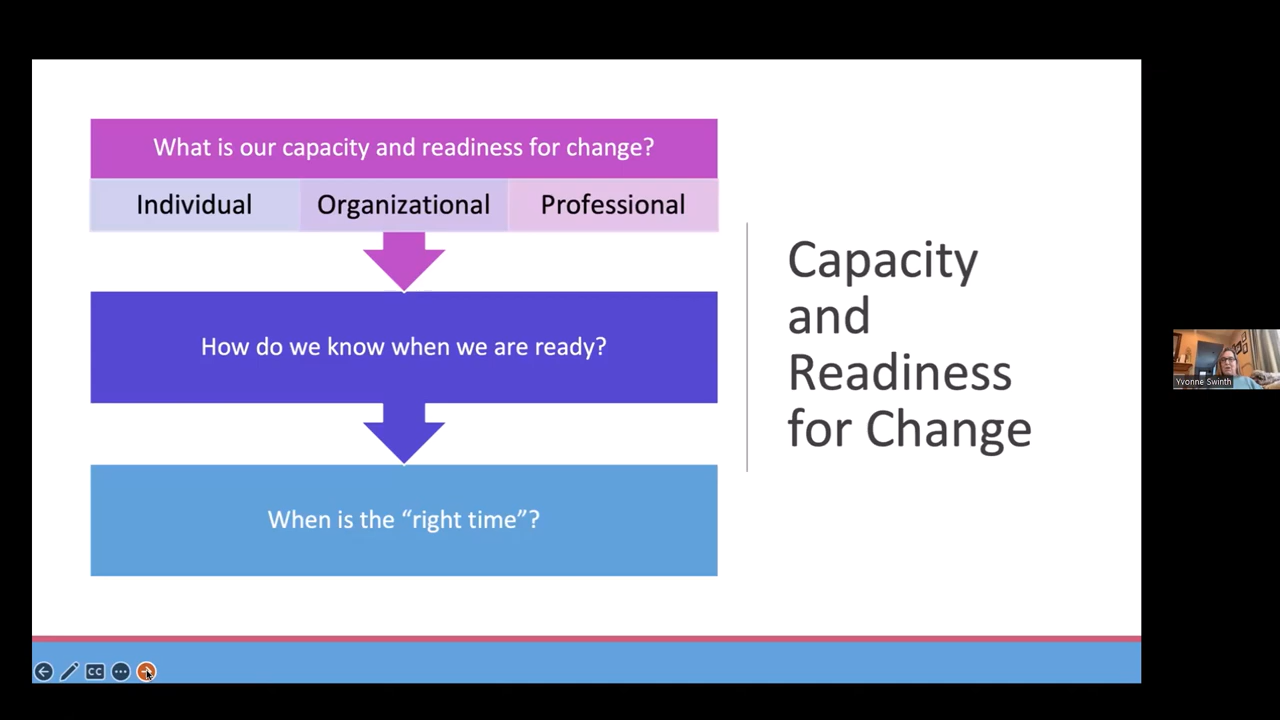 What is our capacity and readiness for change?
Individual
Organizational
Professional
How do we know when we are ready?
When is the “right time”?
Capacity
and
Readiness
for Change
Yvonne Swinth
CC